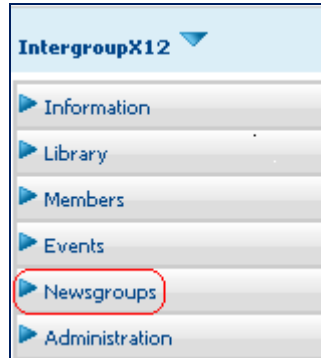 IntergroupX12
Information
Library
Members
Events
Newsgroups
Administration